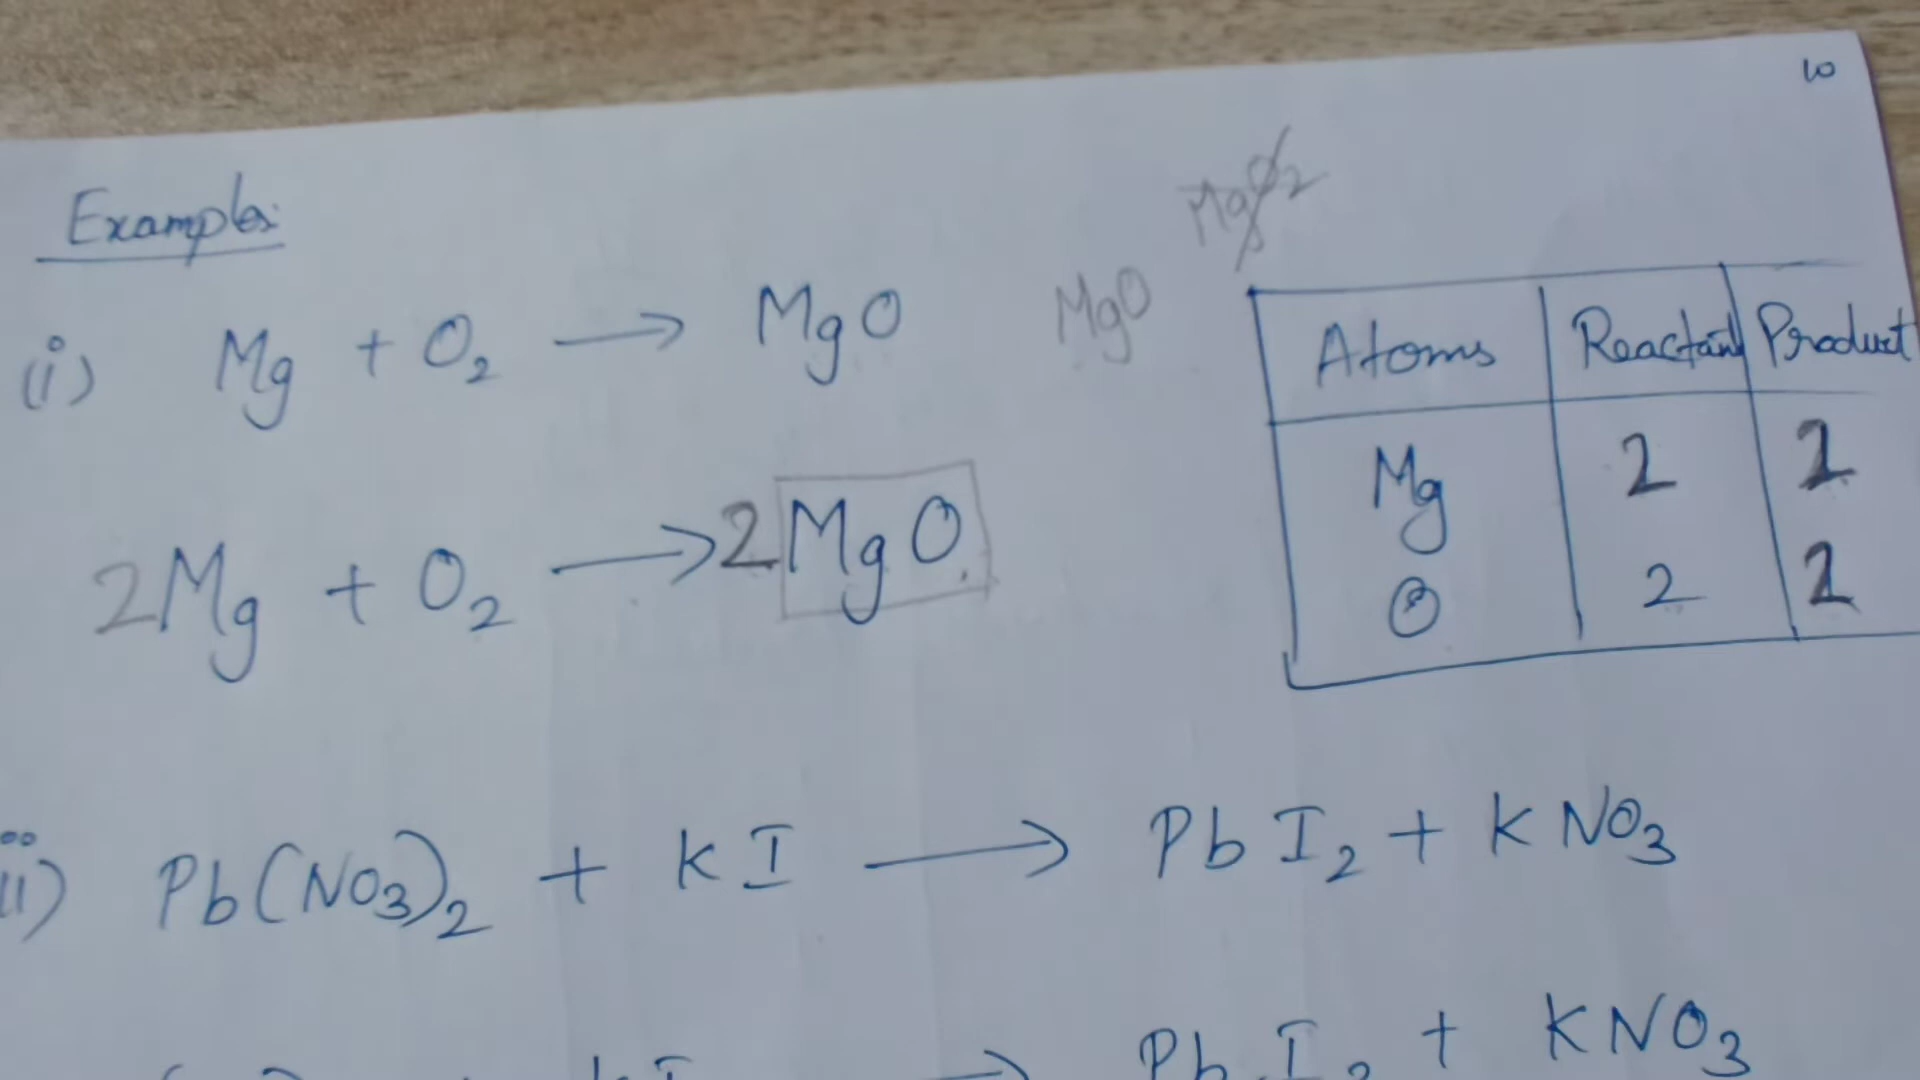 10
Examples:
MgO2
(i) Mg + O₂ → MgO MgO
2Mg + O₂ → 2MgO
Atoms Reactant Product
Mg 2 2
O 2 2
ii) Pb(NO₃)₂ + KI → PbI₂ + KNO₃
KI → PbI₂ + KNO₃